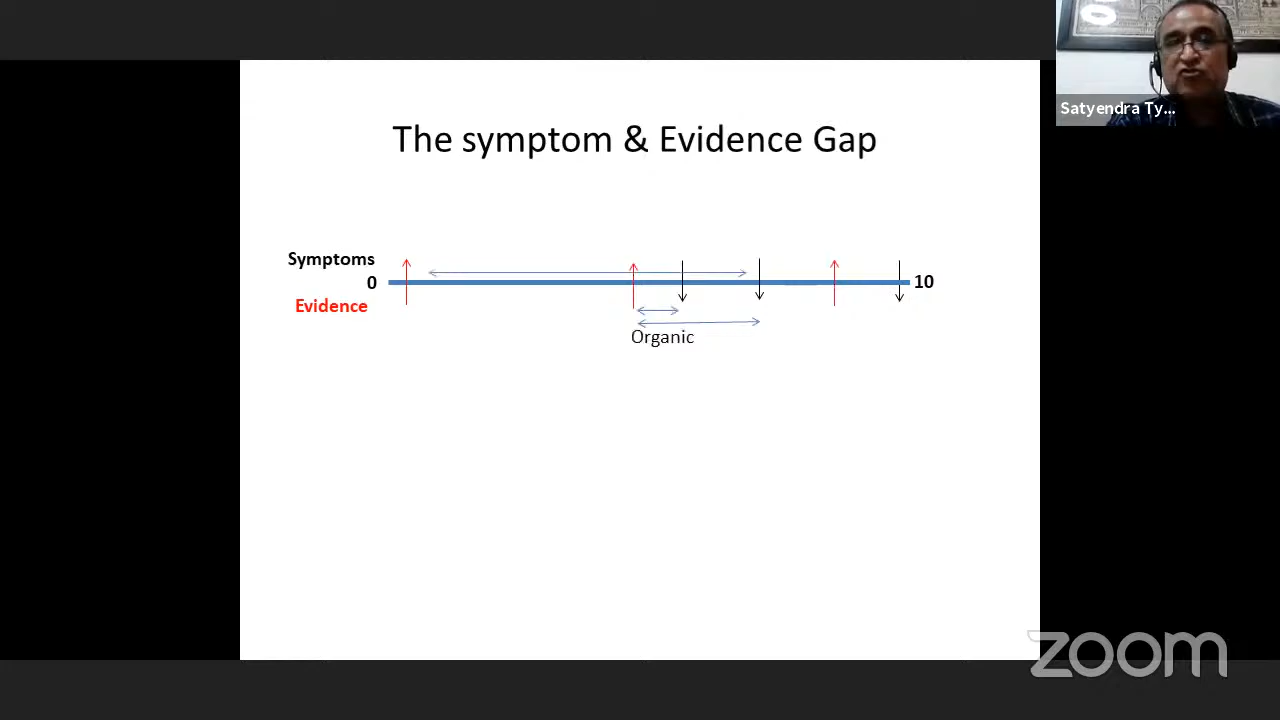 Satyendra Ty...
The symptom & Evidence Gap
Symptoms
0
10
Evidence
Organic
zoom